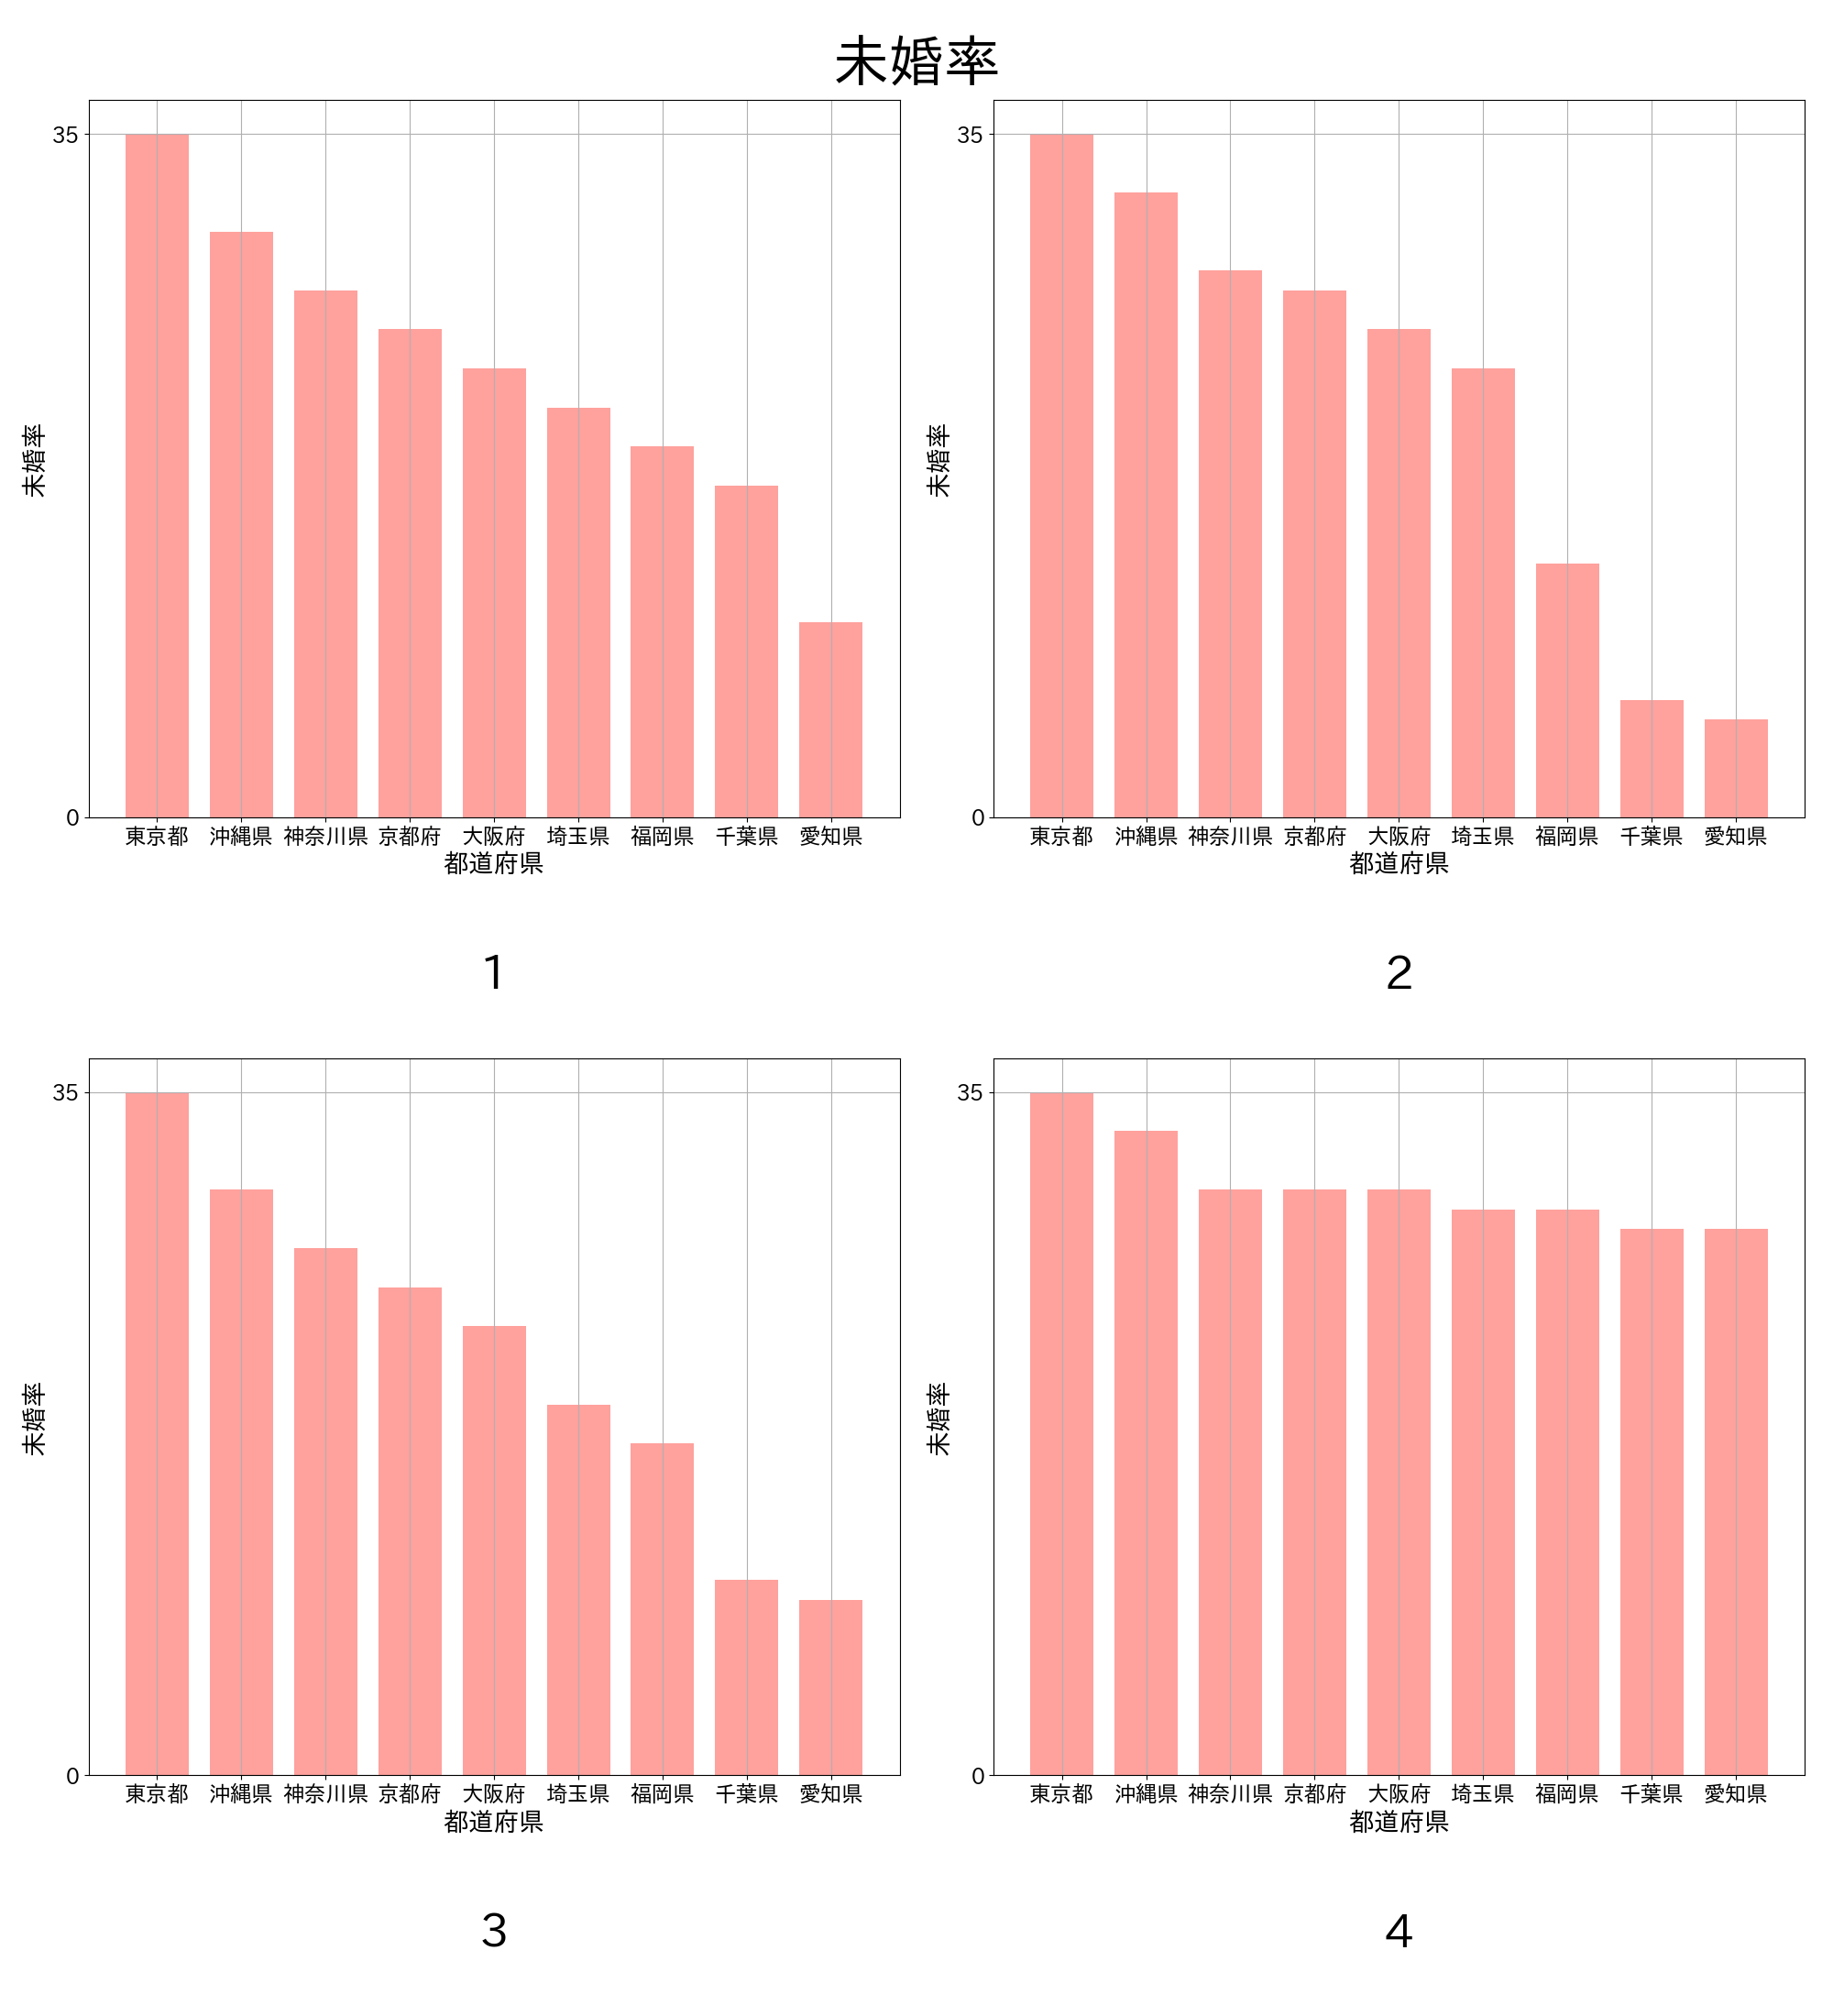 未婚率
35
0
未婚率
東京都 沖縄県 神奈川県 京都府 大阪府 埼玉県 福岡県 千葉県 愛知県
都道府県
1
35
0
未婚率
東京都 沖縄県 神奈川県 京都府 大阪府 埼玉県 福岡県 千葉県 愛知県
都道府県
2
35
0
未婚率
東京都 沖縄県 神奈川県 京都府 大阪府 埼玉県 福岡県 千葉県 愛知県
都道府県
3
35
0
未婚率
東京都 沖縄県 神奈川県 京都府 大阪府 埼玉県 福岡県 千葉県 愛知県
都道府県
4